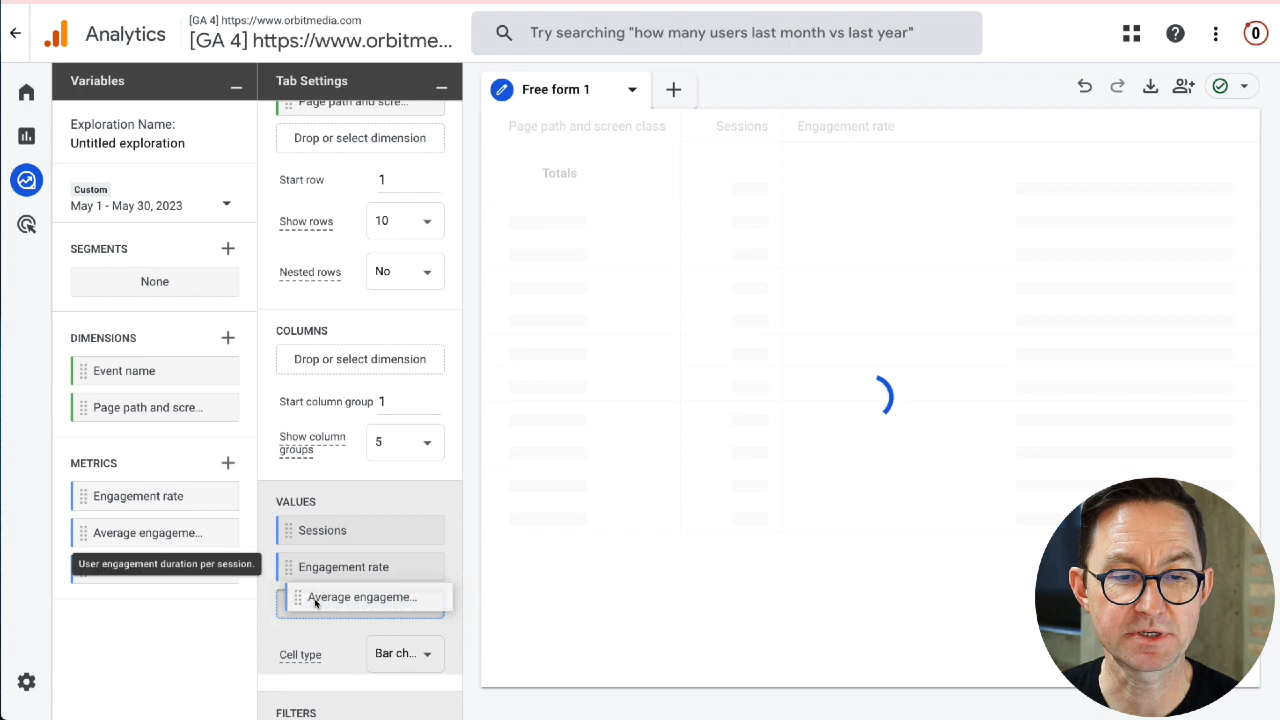 [GA 4] https://www.orbitmedia.com
Analytics
[GA 4] https://www.orbitme...
Try searching "how many users last month vs last year"
Variables
Exploration Name:
Untitled exploration
Custom
May 1 - May 30, 2023
SEGMENTS
None
DIMENSIONS
Event name
Page path and scre...
METRICS
Engagement rate
Average engageme...
User engagement duration per session.
Tab Settings
Page path and scre...
Drop or select dimension
Start row 1
Show rows 10
Nested rows No
COLUMNS
Drop or select dimension
Start column group 1
Show column
groups
5
VALUES
Sessions
Engagement rate
Average engageme...
Cell type Bar ch...
FILTERS
Free form 1
Page path and screen class Sessions Engagement rate
Totals